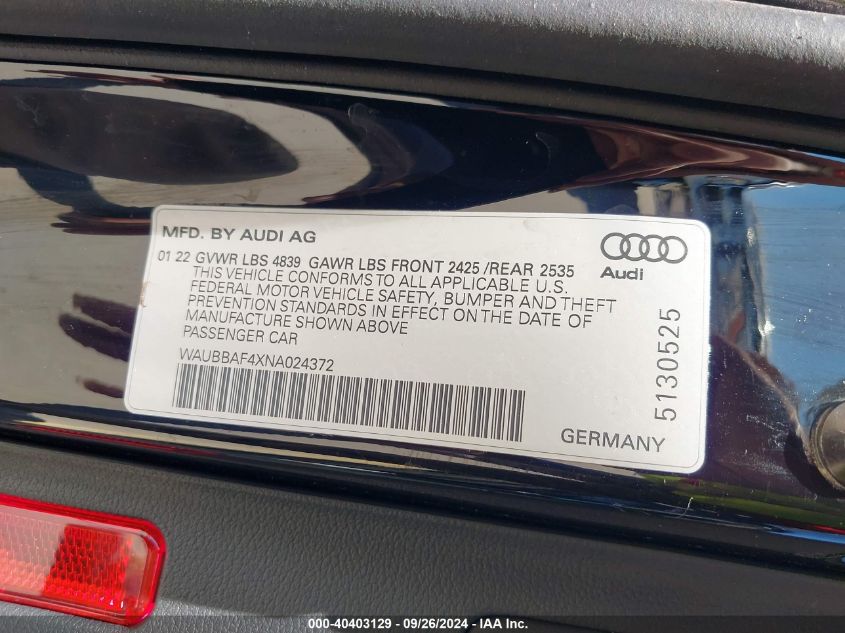 MFD. BY AUDI AG
Audi
01 22 GVWR LBS 4839 GAWR LBS FRONT 2425 /REAR 2535
THIS VEHICLE CONFORMS TO ALL APPLICABLE U.S.
FEDERAL MOTOR VEHICLE SAFETY, BUMPER AND THEFT
PREVENTION STANDARDS IN EFFECT ON THE DATE OF
MANUFACTURE SHOWN ABOVE
PASSENGER CAR
WAUBBAF4XNA024372
5130525
GERMANY
000-40403129 - 09/26/2024 - IAA Inc.